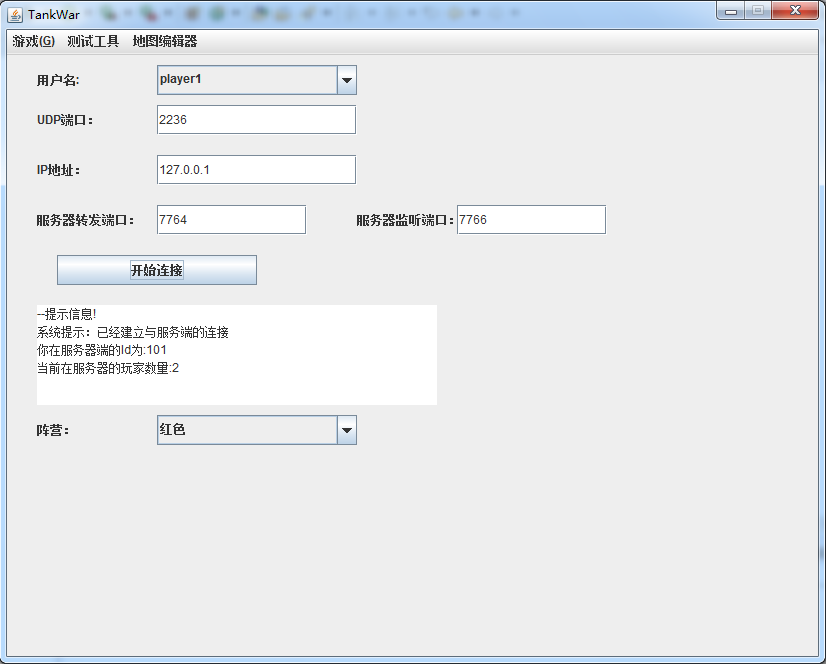 TankWar
游戏(G) 测试工具 地图编辑器
用户名: player1
UDP端口： 2236
IP地址： 127.0.0.1
服务器转发端口： 7764 服务器监听端口： 7766
开始连接
--提示信息!
系统提示：已经建立与服务端的连接
你在服务器端的Id为:101
当前在服务器的玩家数量:2
阵营： 红色